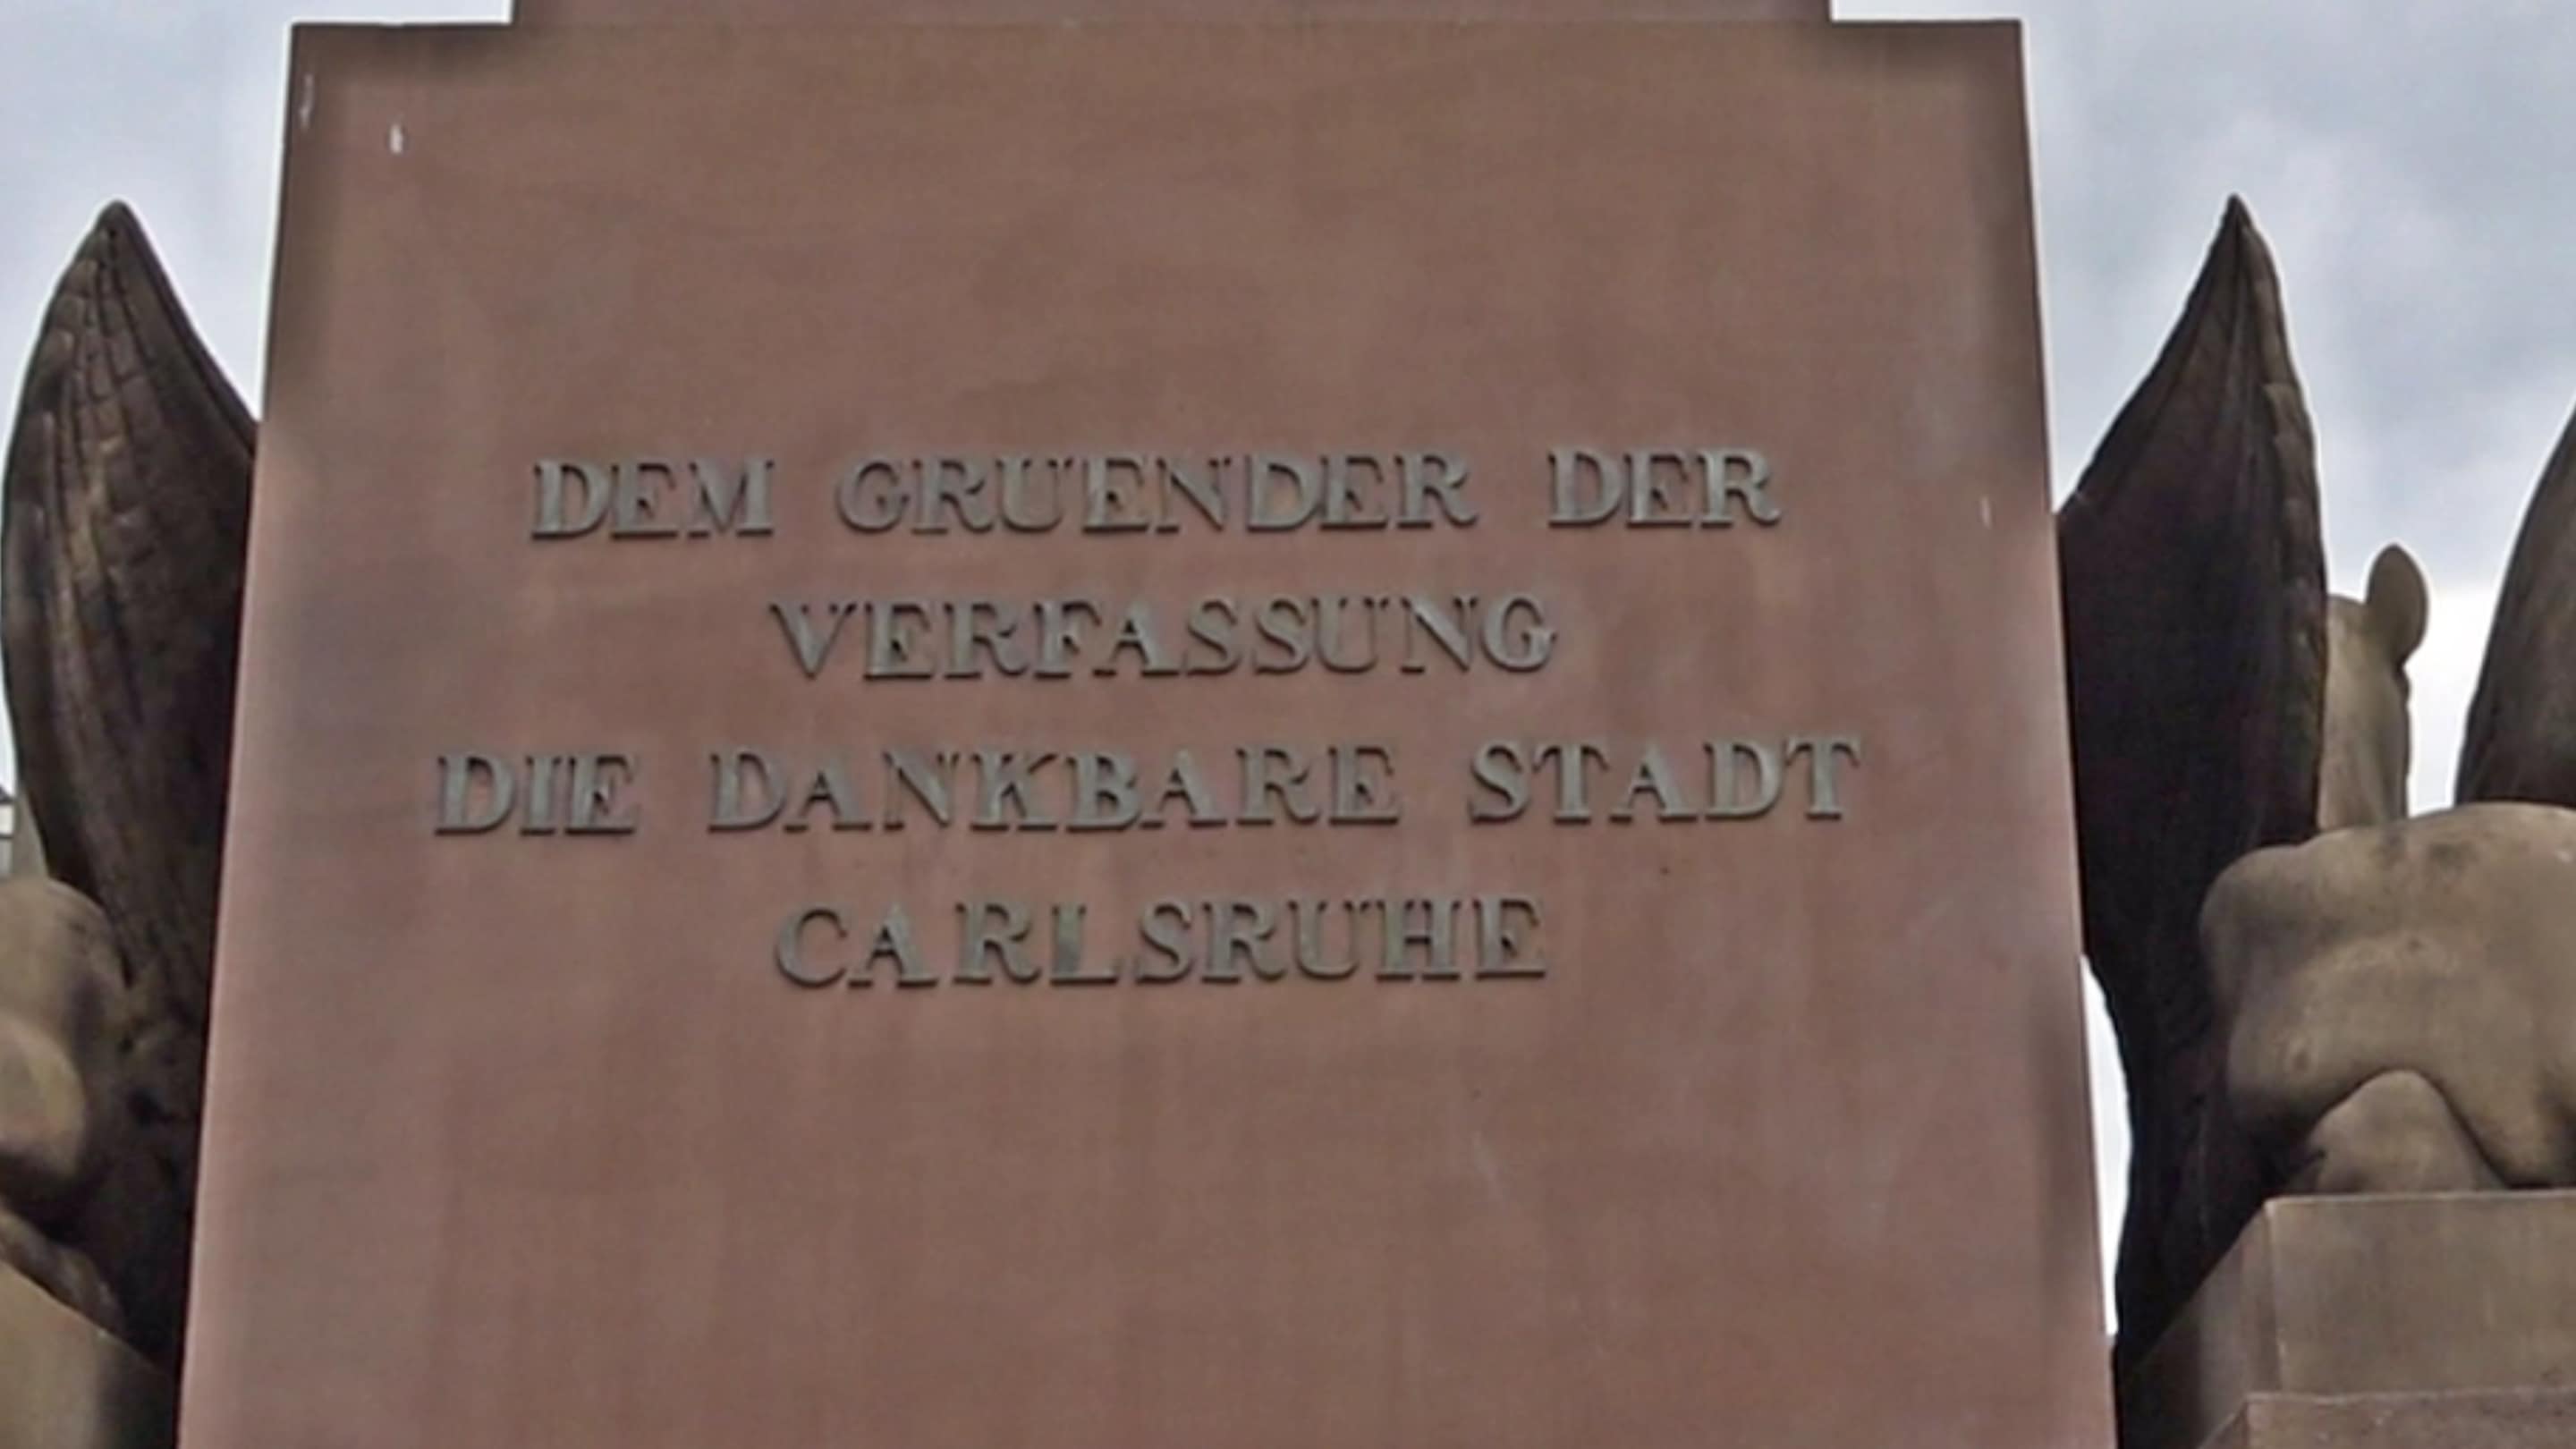 DEM GRUENDER DER
VERFASSUNG
DIE DANKBARE STADT
CARLSRUHE